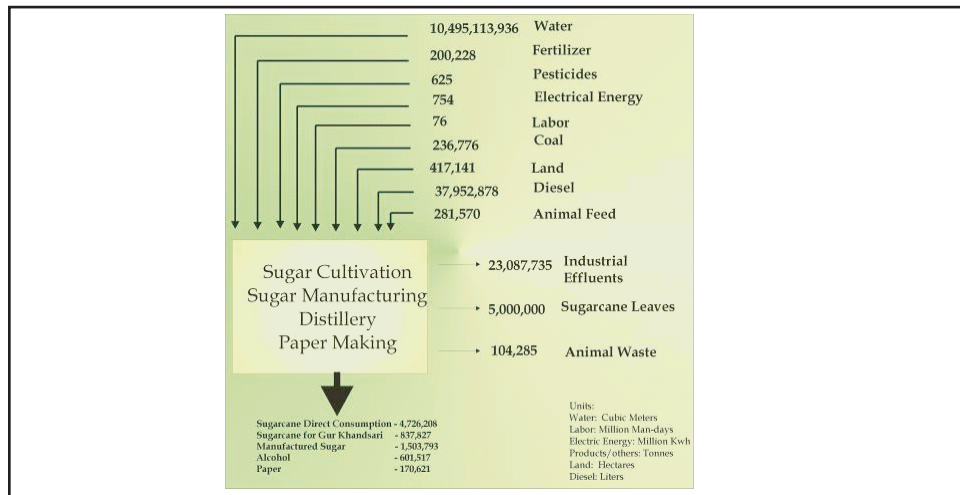 10,495,113,936 Water
200,228 Fertilizer
625 Pesticides
754 Electrical Energy
76 Labor
236,776 Coal
417,141 Land
37,952,878 Diesel
281,570 Animal Feed
Sugar Cultivation
Sugar Manufacturing
Distillery
Paper Making
23,087,735 Industrial
Effluents
5,000,000 Sugarcane Leaves
104,285 Animal Waste
Sugarcane Direct Consumption - 4,726,208
Sugarcane for Gur Khandsari - 837,827
Manufactured Sugar - 1,503,793
Alcohol - 601,517
Paper - 170,621
Units:
Water: Cubic Meters
Labor: Million Man-days
Electric Energy: Million Kwh
Products/others: Tonnes
Land: Hectares
Diesel: Liters